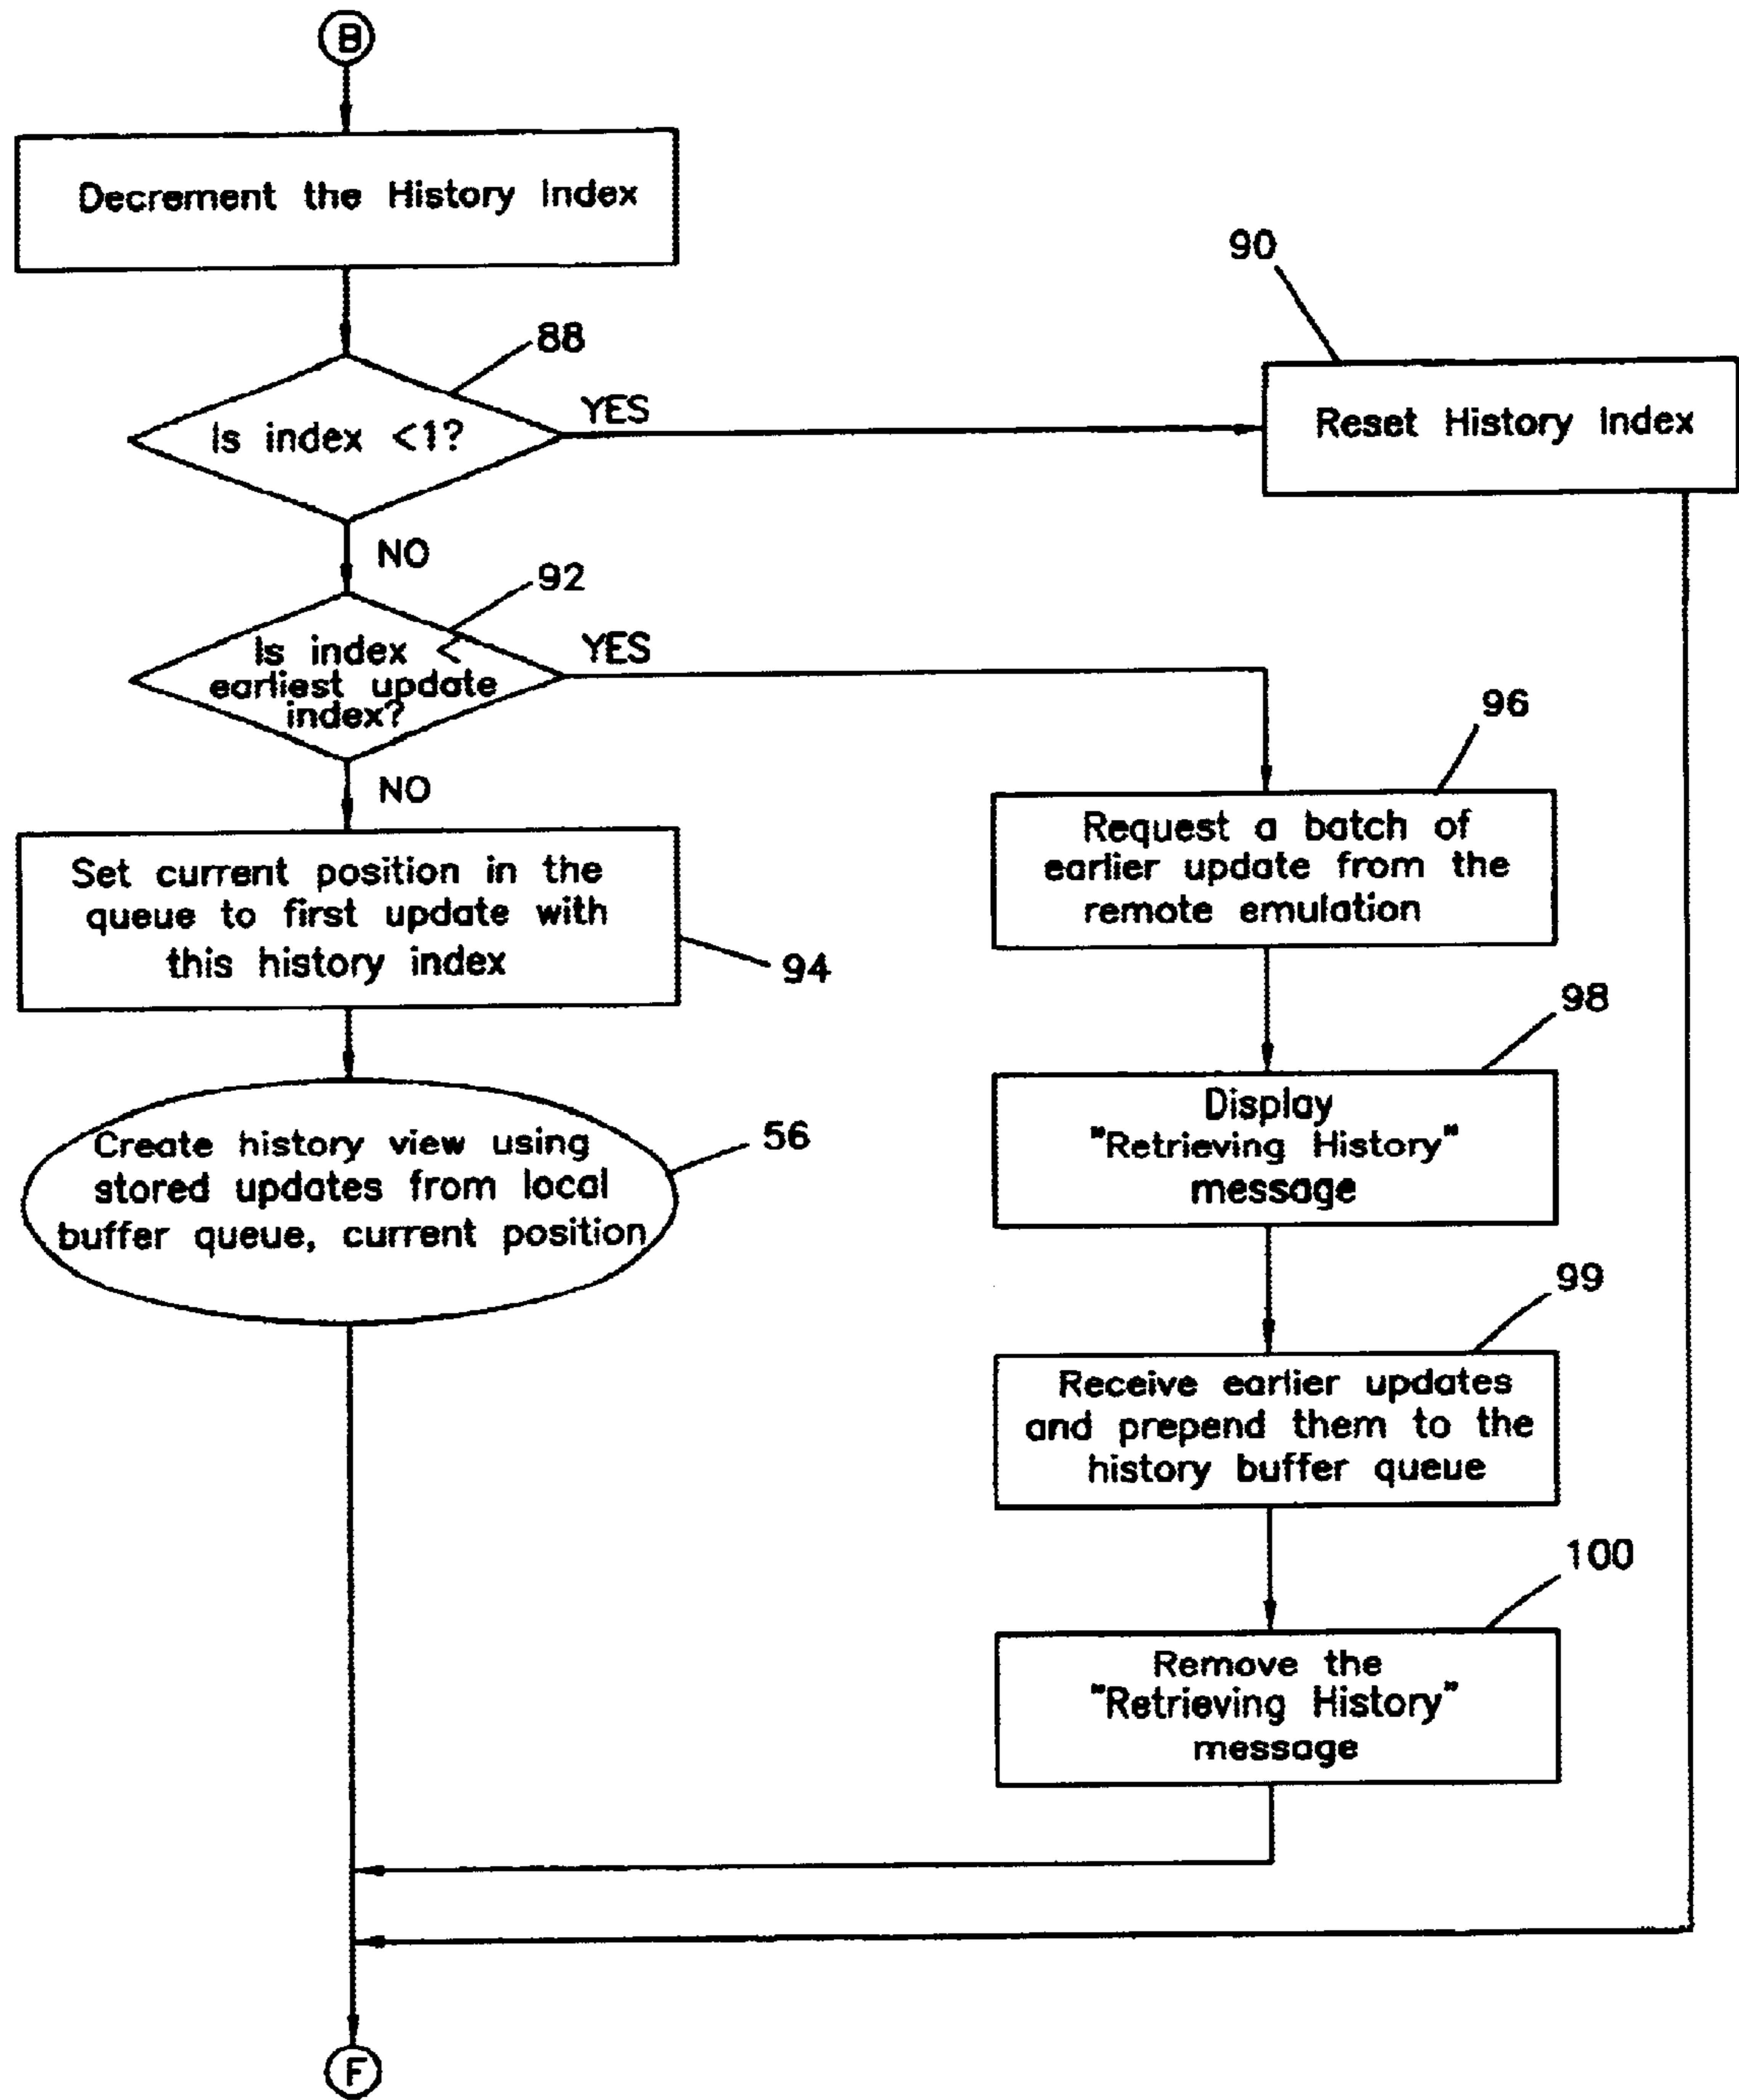 B
Decrement the History Index
88
Is index <1?
YES
90
Reset History Index
NO
92
Is index <
earliest update
index?
YES
NO
96
Request a batch of
earlier update from the
remote emulation
Set current position in the
queue to first update with
this history index
94
98
Display
"Retrieving History"
message
Create history view using
stored updates from local
buffer queue, current position
56
99
Receive earlier updates
and prepend them to the
history buffer queue
100
Remove the
"Retrieving History"
message
F